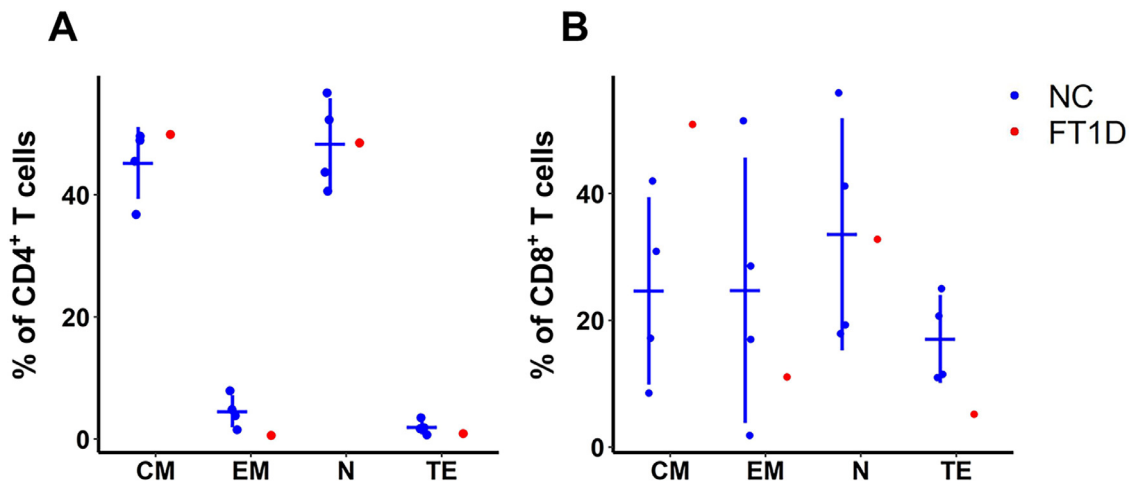 A
% of CD4⁺ T cells
40
20
0
CM EM N TE
B
% of CD8⁺ T cells
40
20
0
CM EM N TE
NC
FT1D